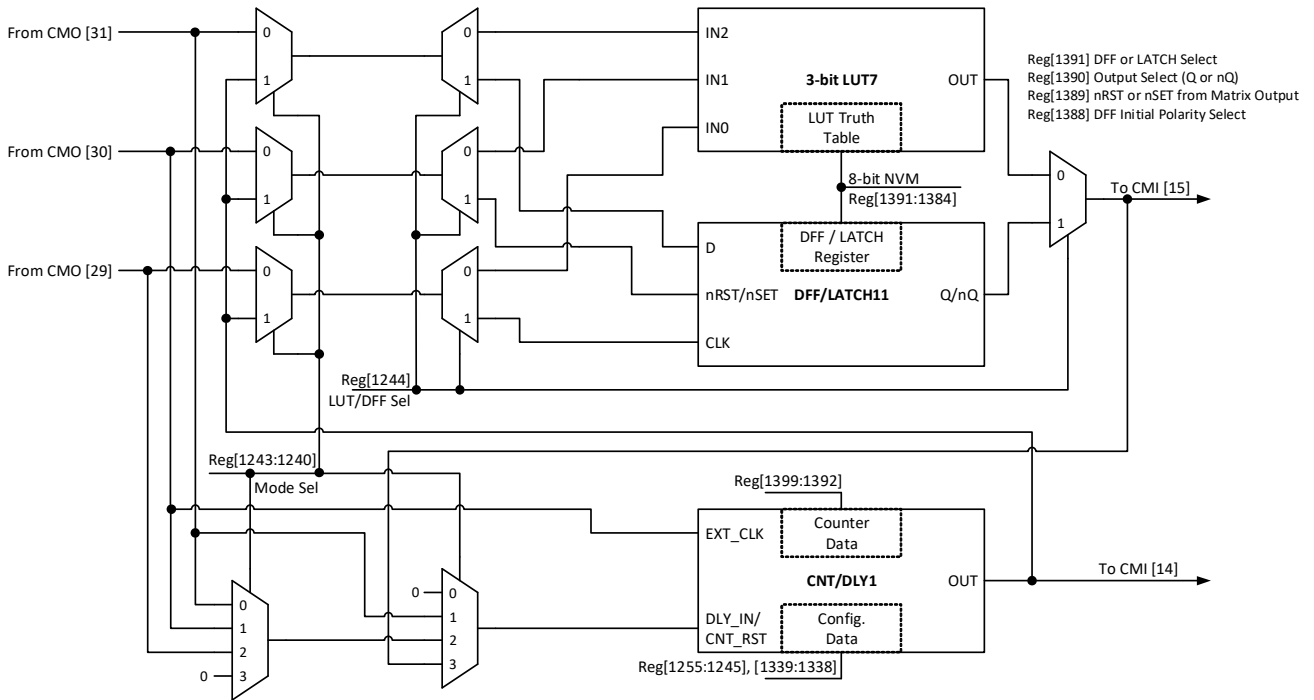 From CMO [31]
0
1
0
1
IN2
IN1
IN0
3-bit LUT7
OUT
LUT Truth
Table
Reg[1391] DFF or LATCH Select
Reg[1390] Output Select (Q or nQ)
Reg[1389] nRST or nSET from Matrix Output
Reg[1388] DFF Initial Polarity Select
From CMO [30]
0
1
0
1
8-bit NVM
Reg[1391:1384]
0
1
To CMI [15]
From CMO [29]
0
1
0
1
D
nRST/nSET
CLK
DFF / LATCH
Register
DFF/LATCH11
Q/nQ
Reg[1244]
LUT/DFF Sel
Reg[1243:1240]
Mode Sel
Reg[1399:1392]
EXT_CLK
Counter
Data
CNT/DLY1
OUT
To CMI [14]
DLY_IN/
CNT_RST
Config.
Data
0
0
1
2
3
0
1
2
0
3
Reg[1255:1245], [1339:1338]